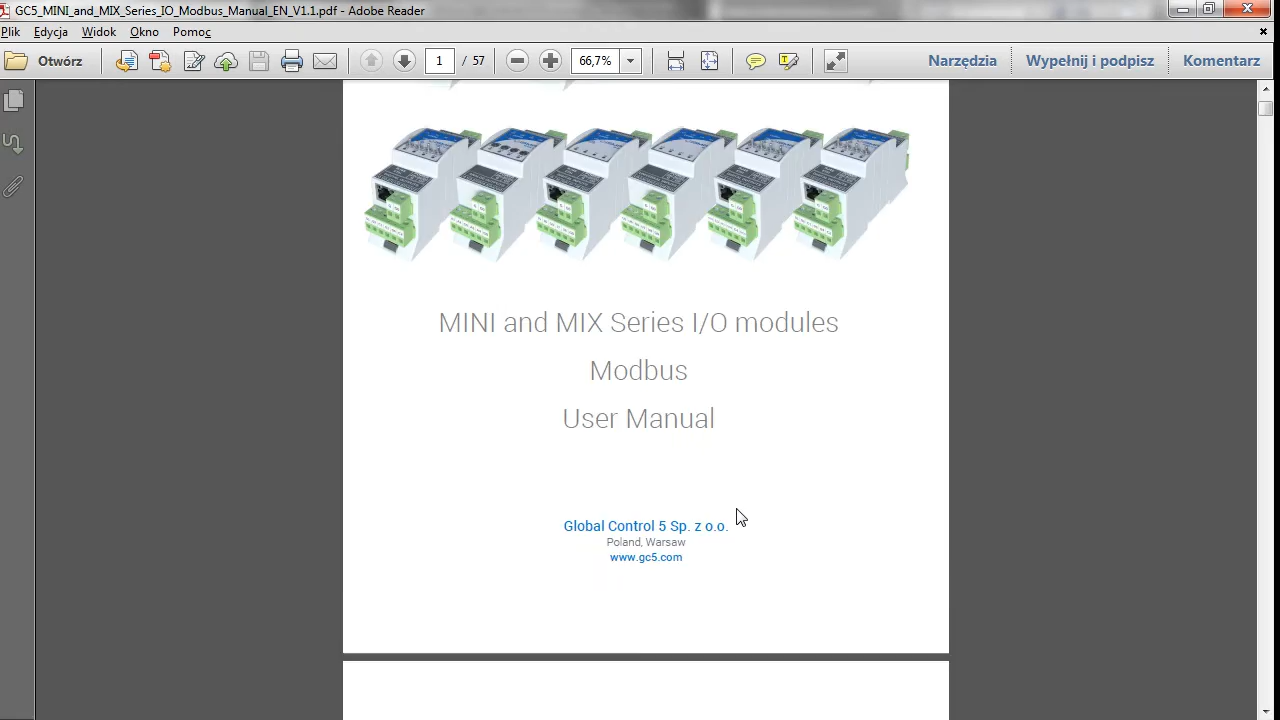 GC5_MINI_and_MIX_Series_IO_Modbus_Manual_EN_V1.1.pdf - Adobe Reader
Plik Edycja Widok Okno Pomoc
Otwórz 1 / 57 66,7% Narzędzia Wypełnij i podpisz Komentarz
MINI and MIX Series I/O modules
Modbus
User Manual
Global Control 5 Sp. z o.o.
Poland, Warsaw
www.gc5.com